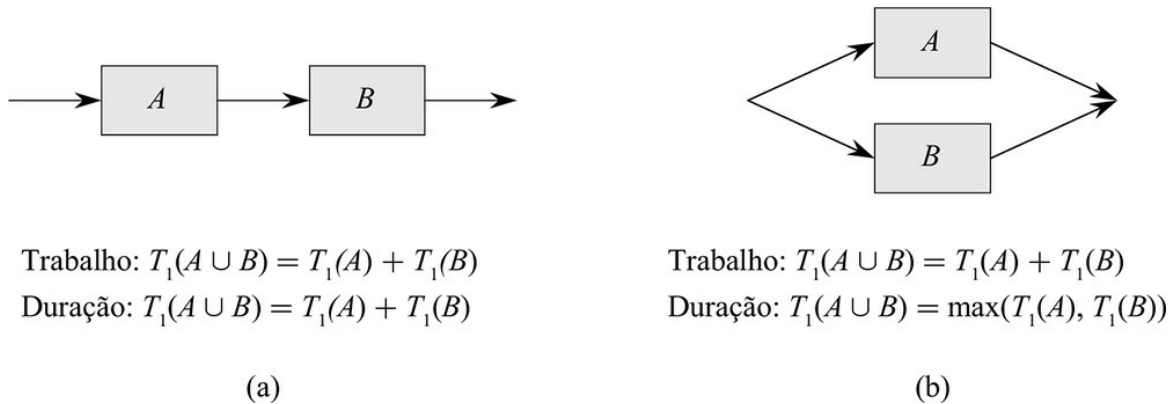 A
B
Trabalho: T₁(A ∪ B) = T₁(A) + T₁(B)
Duração: T₁(A ∪ B) = T₁(A) + T₁(B)
(a)
A
B
Trabalho: T₁(A ∪ B) = T₁(A) + T₁(B)
Duração: T₁(A ∪ B) = max(T₁(A), T₁(B))
(b)